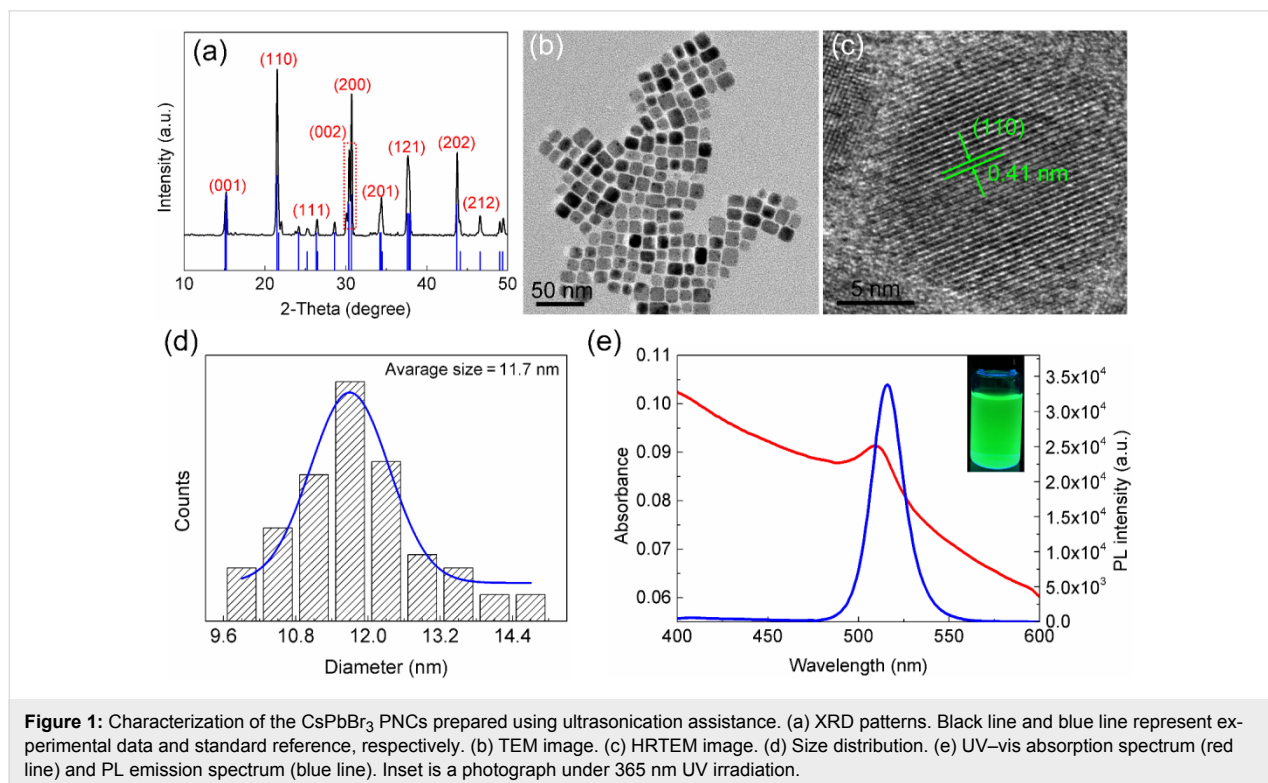 (a)
(110)
(200)
(002)
(121)
(202)
(001)
(111)
(201)
(212)
Intensity (a.u.)
10 20 30 40 50
2-Theta (degree)
(b)
50 nm
(c)
(110)
0.41 nm
5 nm
(d)
Avarage size = 11.7 nm
Counts
9.6 10.8 12.0 13.2 14.4
Diameter (nm)
(e)
0.11
0.10
0.09
0.08
0.07
0.06
Absorbance
3.5x10⁴
3.0x10⁴
2.5x10⁴
2.0x10⁴
1.5x10⁴
1.0x10⁴
5.0x10³
0.0
PL intensity (a.u.)
400 450 500 550 600
Wavelength (nm)
Figure 1: Characterization of the CsPbBr₃ PNCs prepared using ultrasonication assistance. (a) XRD patterns. Black line and blue line represent ex-
perimental data and standard reference, respectively. (b) TEM image. (c) HRTEM image. (d) Size distribution. (e) UV–vis absorption spectrum (red
line) and PL emission spectrum (blue line). Inset is a photograph under 365 nm UV irradiation.